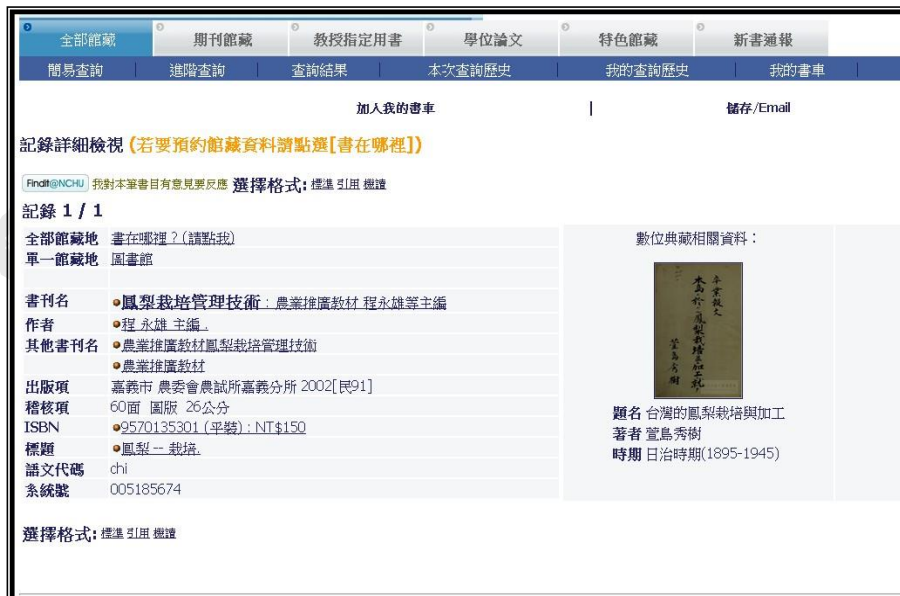 全部館藏 期刊館藏 教授指定用書 學位論文 特色館藏 新書通報
簡易查詢 進階查詢 查詢結果 本次查詢歷史 我的查詢歷史 我的書車
加入我的書車 | 儲存/Email
記錄詳細檢視 (若要預約館藏資料請點選[書在哪裡])
Findit@NCHU 我對本筆書目有意見要反應 選擇格式: 標準 引用 機讀
記錄 1 / 1
全部館藏地 書在哪裡？(請點我)
單一館藏地 圖書館
書刊名 鳳梨栽培管理技術 : 農業推廣教材 程永雄等主編
作者 程 永雄 主編 .
其他書刊名 農業推廣教材鳳梨栽培管理技術
農業推廣教材
出版項 嘉義市 農委會農試所嘉義分所 2002[民91]
稽核項 60面 圖版 26公分
ISBN 9570135301 (平裝) : NT$150
標題 鳳梨 -- 栽培.
語文代碼 chi
系統號 005185674
數位典藏相關資料：
卒業論文
題名 台灣的鳳梨栽培與加工
著者 萱島秀樹
時期 日治時期(1895-1945)
選擇格式: 標準 引用 機讀